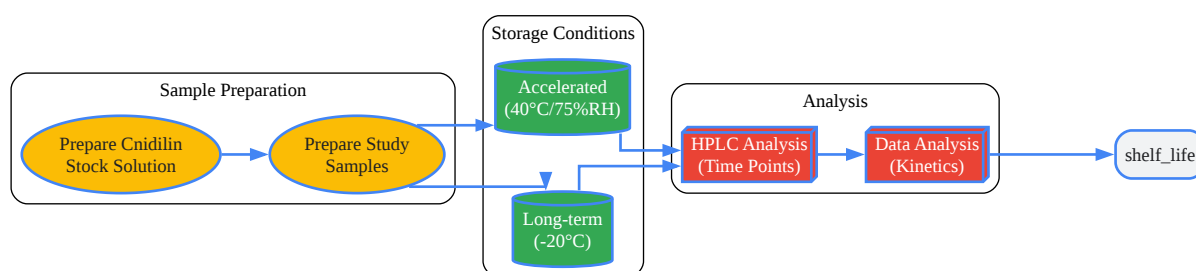 Sample Preparation
Prepare Cnidilin
Stock Solution
Prepare Study
Samples
Storage Conditions
Accelerated
(40°C/75%RH)
Long-term
(-20°C)
Analysis
HPLC Analysis
(Time Points)
Data Analysis
(Kinetics)
shelf_life